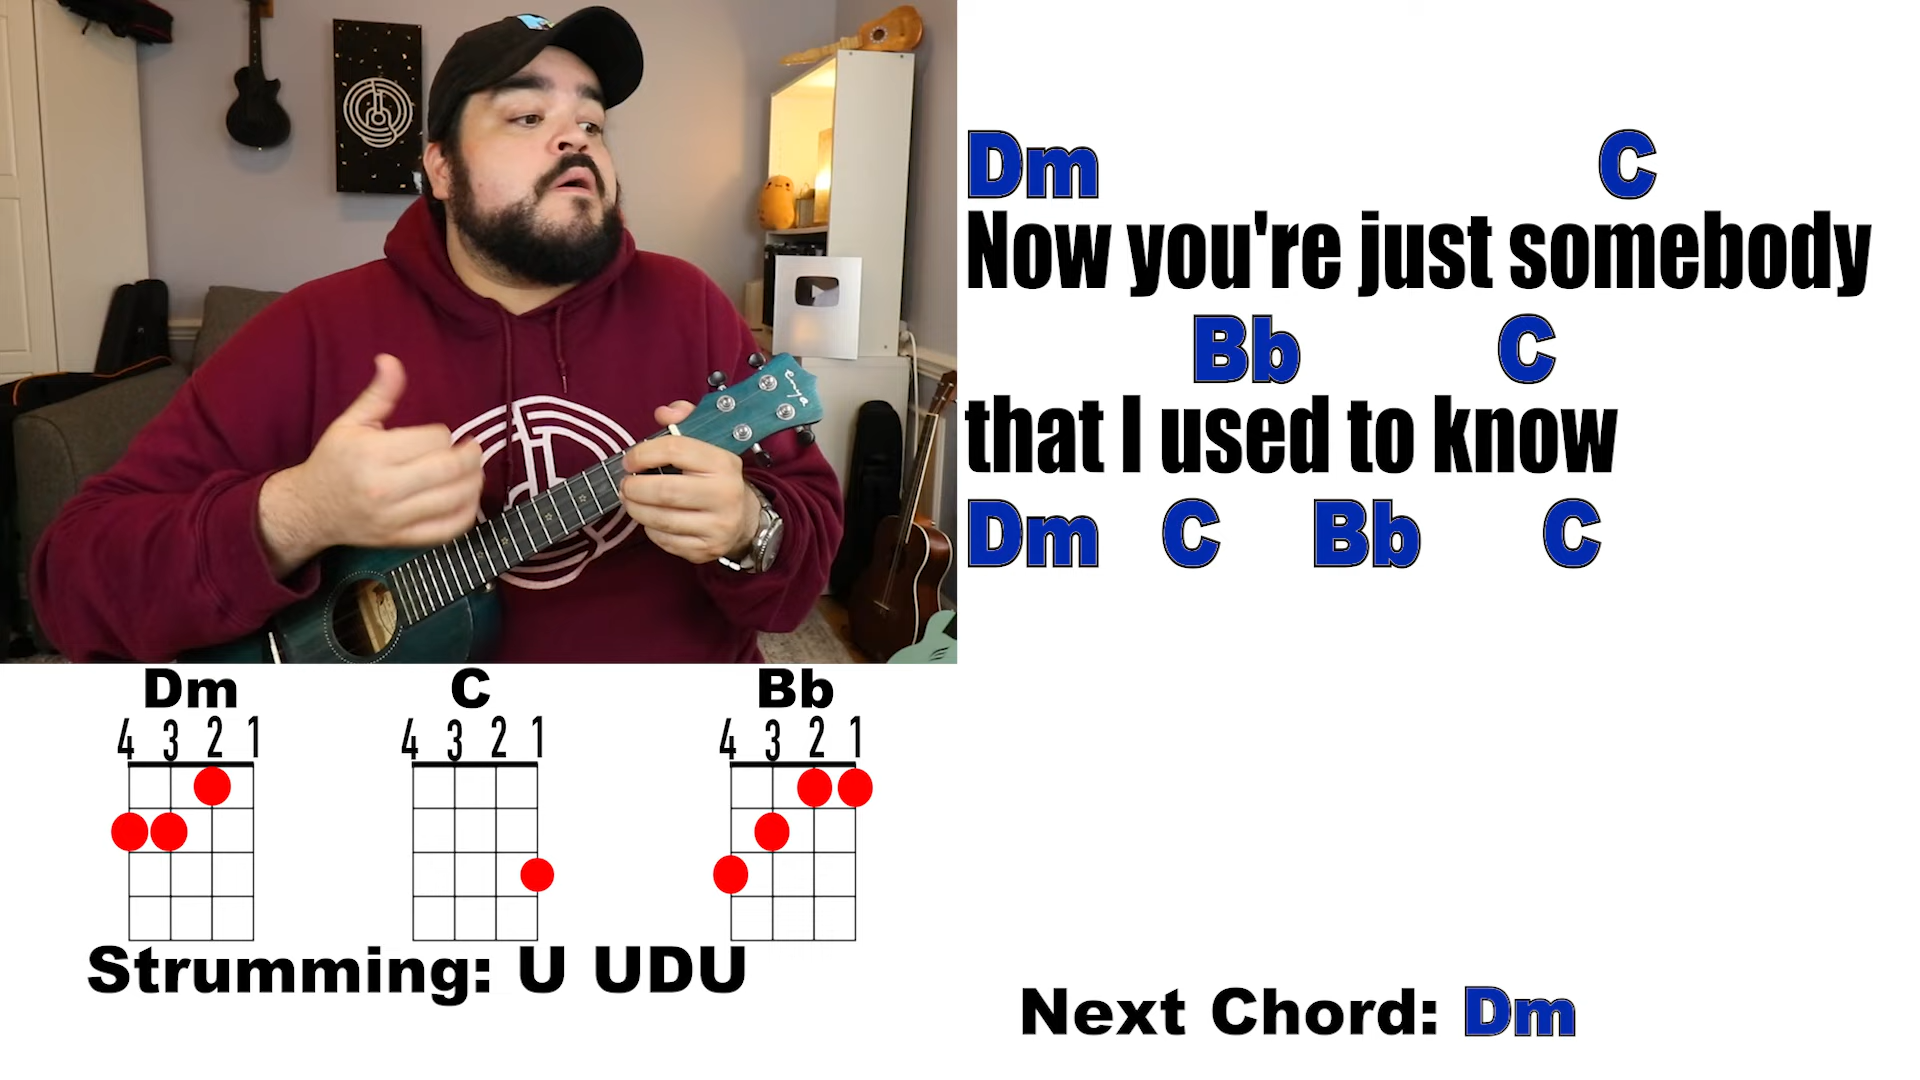 enya
Dm C
Now you're just somebody
Bb C
that I used to know
Dm C Bb C
Dm C Bb
4 3 2 1 4 3 2 1 4 3 2 1
Strumming: U UDU
Next Chord: Dm